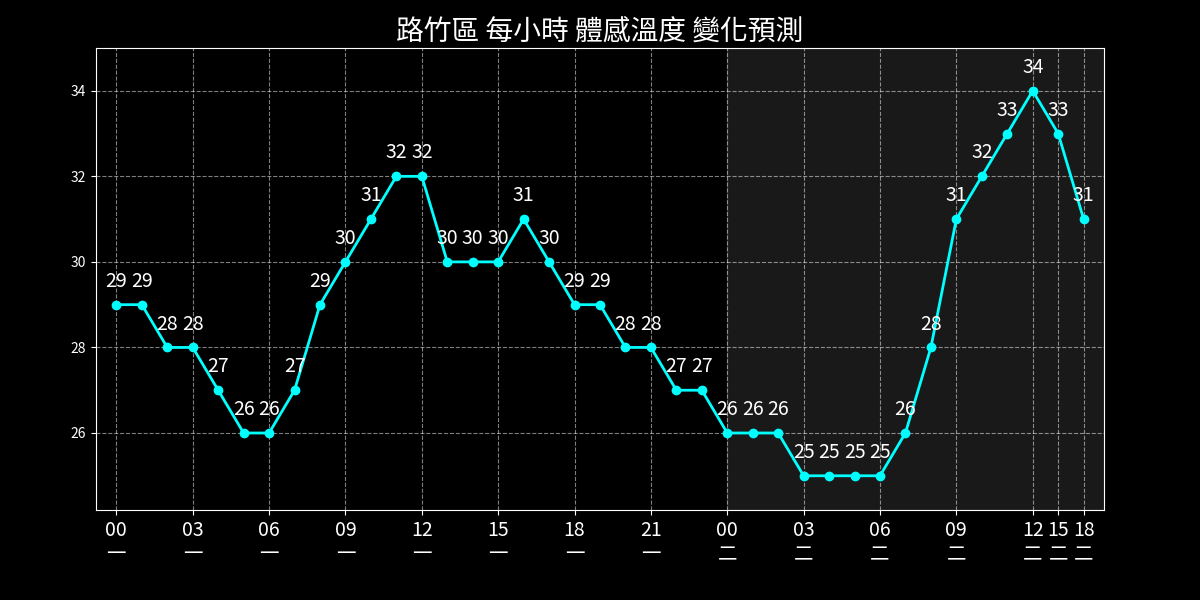 路竹區 每小時 體感溫度 變化預測
34
34
33 33
32
32 32
32
31 31 31 31
30
30 30 30 30 30
29 29 29 29 29
28
28 28 28 28 28
27 27 27 27
26
26 26 26 26 26 26
25 25 25 25
00 03 06 09 12 15 18 21 00 03 06 09 12 15 18
一 一 一 一 一 一 一 一 二 二 二 二 二 二 二